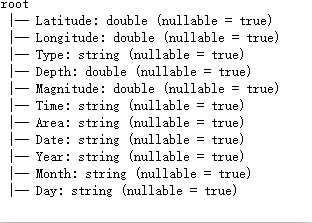 root
|-- Latitude: double (nullable = true)
|-- Longitude: double (nullable = true)
|-- Type: string (nullable = true)
|-- Depth: double (nullable = true)
|-- Magnitude: double (nullable = true)
|-- Time: string (nullable = true)
|-- Area: string (nullable = true)
|-- Date: string (nullable = true)
|-- Year: string (nullable = true)
|-- Month: string (nullable = true)
|-- Day: string (nullable = true)